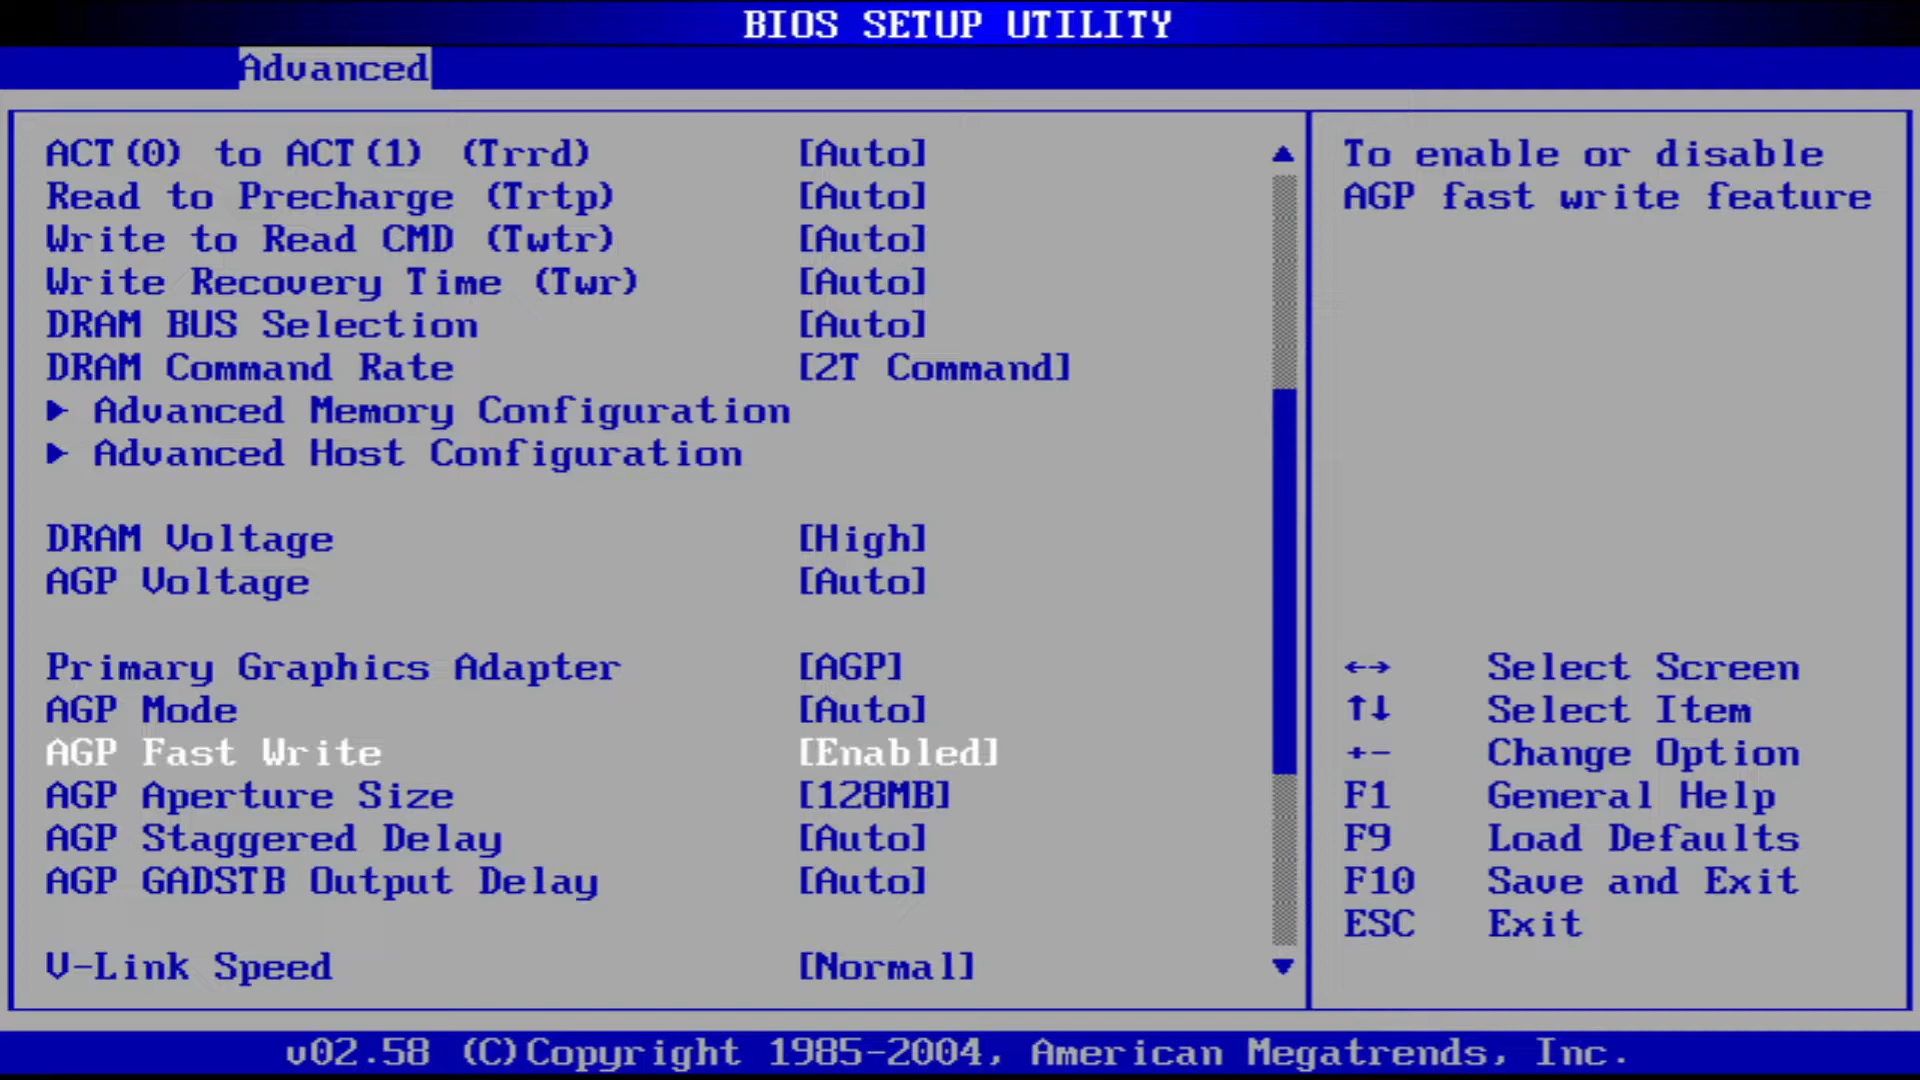 BIOS SETUP UTILITY
Advanced
ACT(0) to ACT(1) (Trrd) [Auto]
Read to Precharge (Trtp) [Auto]
Write to Read CMD (Twtr) [Auto]
Write Recovery Time (Twr) [Auto]
DRAM BUS Selection [Auto]
DRAM Command Rate [2T Command]
► Advanced Memory Configuration
► Advanced Host Configuration
DRAM Voltage [High]
AGP Voltage [Auto]
Primary Graphics Adapter [AGP]
AGP Mode [Auto]
AGP Fast Write [Enabled]
AGP Aperture Size [128MB]
AGP Staggered Delay [Auto]
AGP GADSTB Output Delay [Auto]
V-Link Speed [Normal]
To enable or disable
AGP fast write feature
←→ Select Screen
↑↓ Select Item
+- Change Option
F1 General Help
F9 Load Defaults
F10 Save and Exit
ESC Exit
v02.58 (C)Copyright 1985-2004, American Megatrends, Inc.